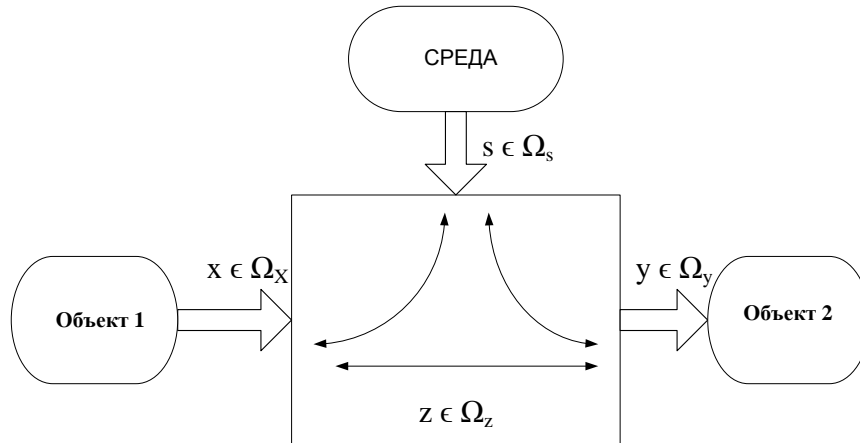 СРЕДА
s ϵ Ωs
x ϵ ΩX
y ϵ Ωy
Объект 1
Объект 2
z ϵ Ωz